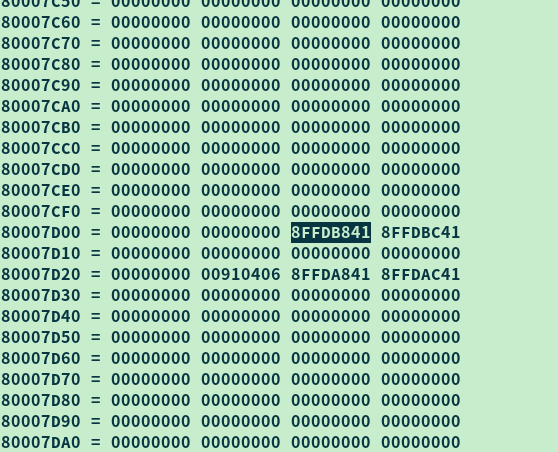 80007C50 = 00000000 00000000 00000000 00000000
80007C60 = 00000000 00000000 00000000 00000000
80007C70 = 00000000 00000000 00000000 00000000
80007C80 = 00000000 00000000 00000000 00000000
80007C90 = 00000000 00000000 00000000 00000000
80007CA0 = 00000000 00000000 00000000 00000000
80007CB0 = 00000000 00000000 00000000 00000000
80007CC0 = 00000000 00000000 00000000 00000000
80007CD0 = 00000000 00000000 00000000 00000000
80007CE0 = 00000000 00000000 00000000 00000000
80007CF0 = 00000000 00000000 00000000 00000000
80007D00 = 00000000 00000000 8FFDB841 8FFDBC41
80007D10 = 00000000 00000000 00000000 00000000
80007D20 = 00000000 00910406 8FFDA841 8FFDAC41
80007D30 = 00000000 00000000 00000000 00000000
80007D40 = 00000000 00000000 00000000 00000000
80007D50 = 00000000 00000000 00000000 00000000
80007D60 = 00000000 00000000 00000000 00000000
80007D70 = 00000000 00000000 00000000 00000000
80007D80 = 00000000 00000000 00000000 00000000
80007D90 = 00000000 00000000 00000000 00000000
80007DA0 = 00000000 00000000 00000000 00000000